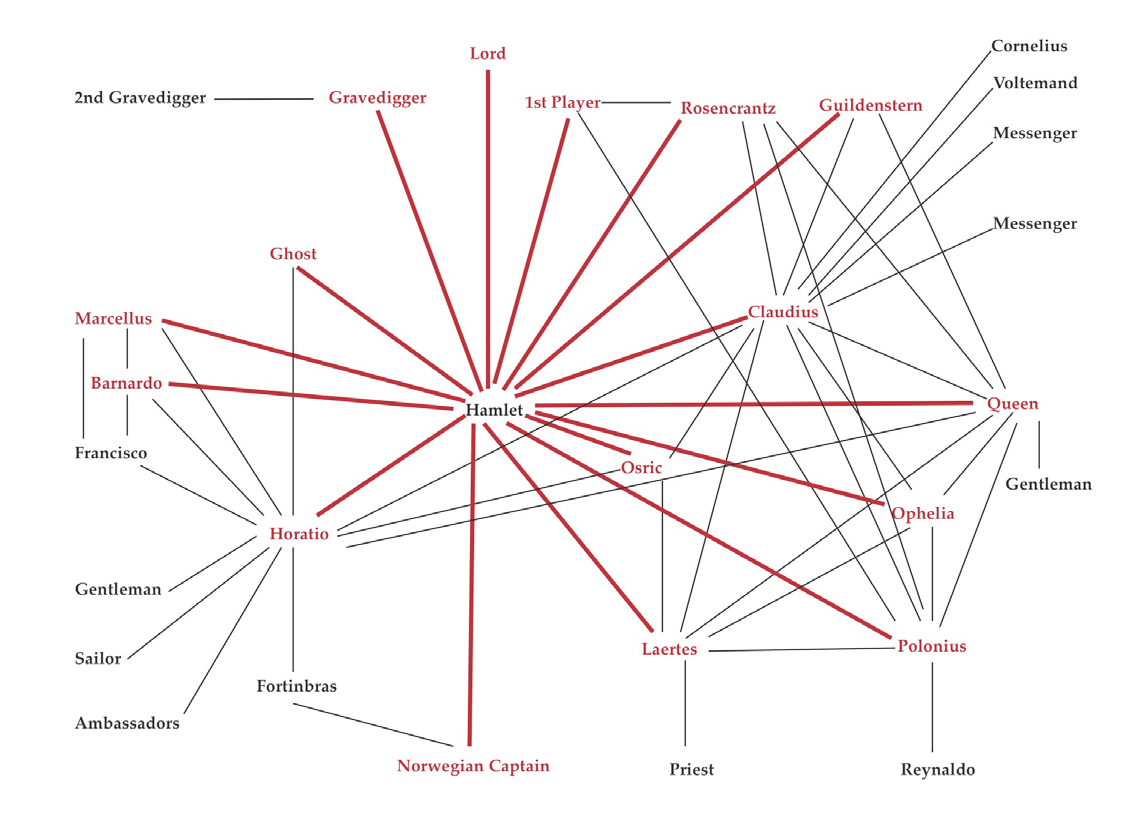 Lord
Cornelius
2nd Gravedigger
Gravedigger
1st Player
Rosencrantz
Guildenstern
Voltemand
Messenger
Messenger
Ghost
Marcellus
Claudius
Barnardo
Hamlet
Queen
Francisco
Osric
Gentleman
Ophelia
Horatio
Gentleman
Laertes
Polonius
Sailor
Fortinbras
Ambassadors
Norwegian Captain
Priest
Reynaldo